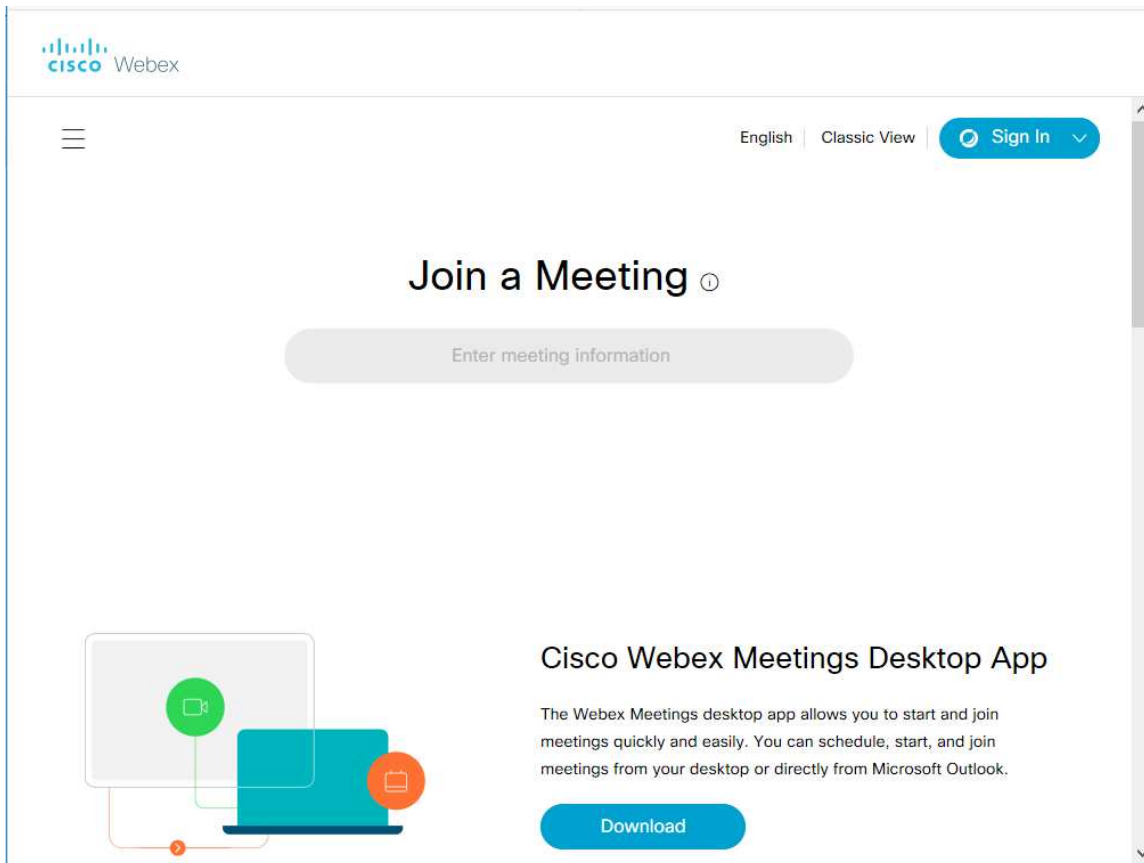 cisco Webex
English Classic View Sign In
Join a Meeting
Enter meeting information
Cisco Webex Meetings Desktop App
The Webex Meetings desktop app allows you to start and join
meetings quickly and easily. You can schedule, start, and join
meetings from your desktop or directly from Microsoft Outlook.
Download